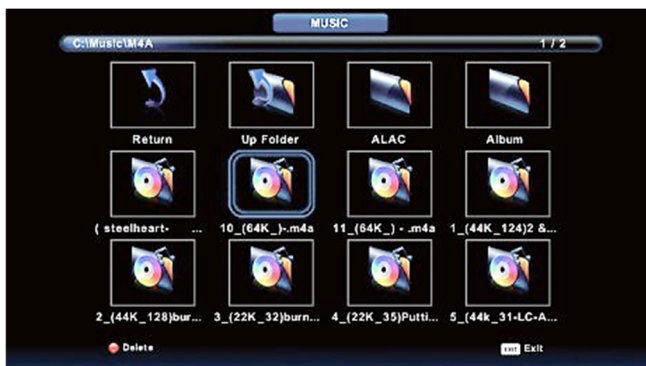 MUSIC
C:\Music\M4A 1 / 2
Return Up Folder ALAC Album
( steelheart- ... 10_(64K_)-.m4a 11_(64K_) - .m4a 1_(44K_124)2 &...
2_(44K_128)bur... 3_(22K_32)burn... 4_(22K_35)Putti... 5_(44k_31-LC-A...
Delete EXIT Exit